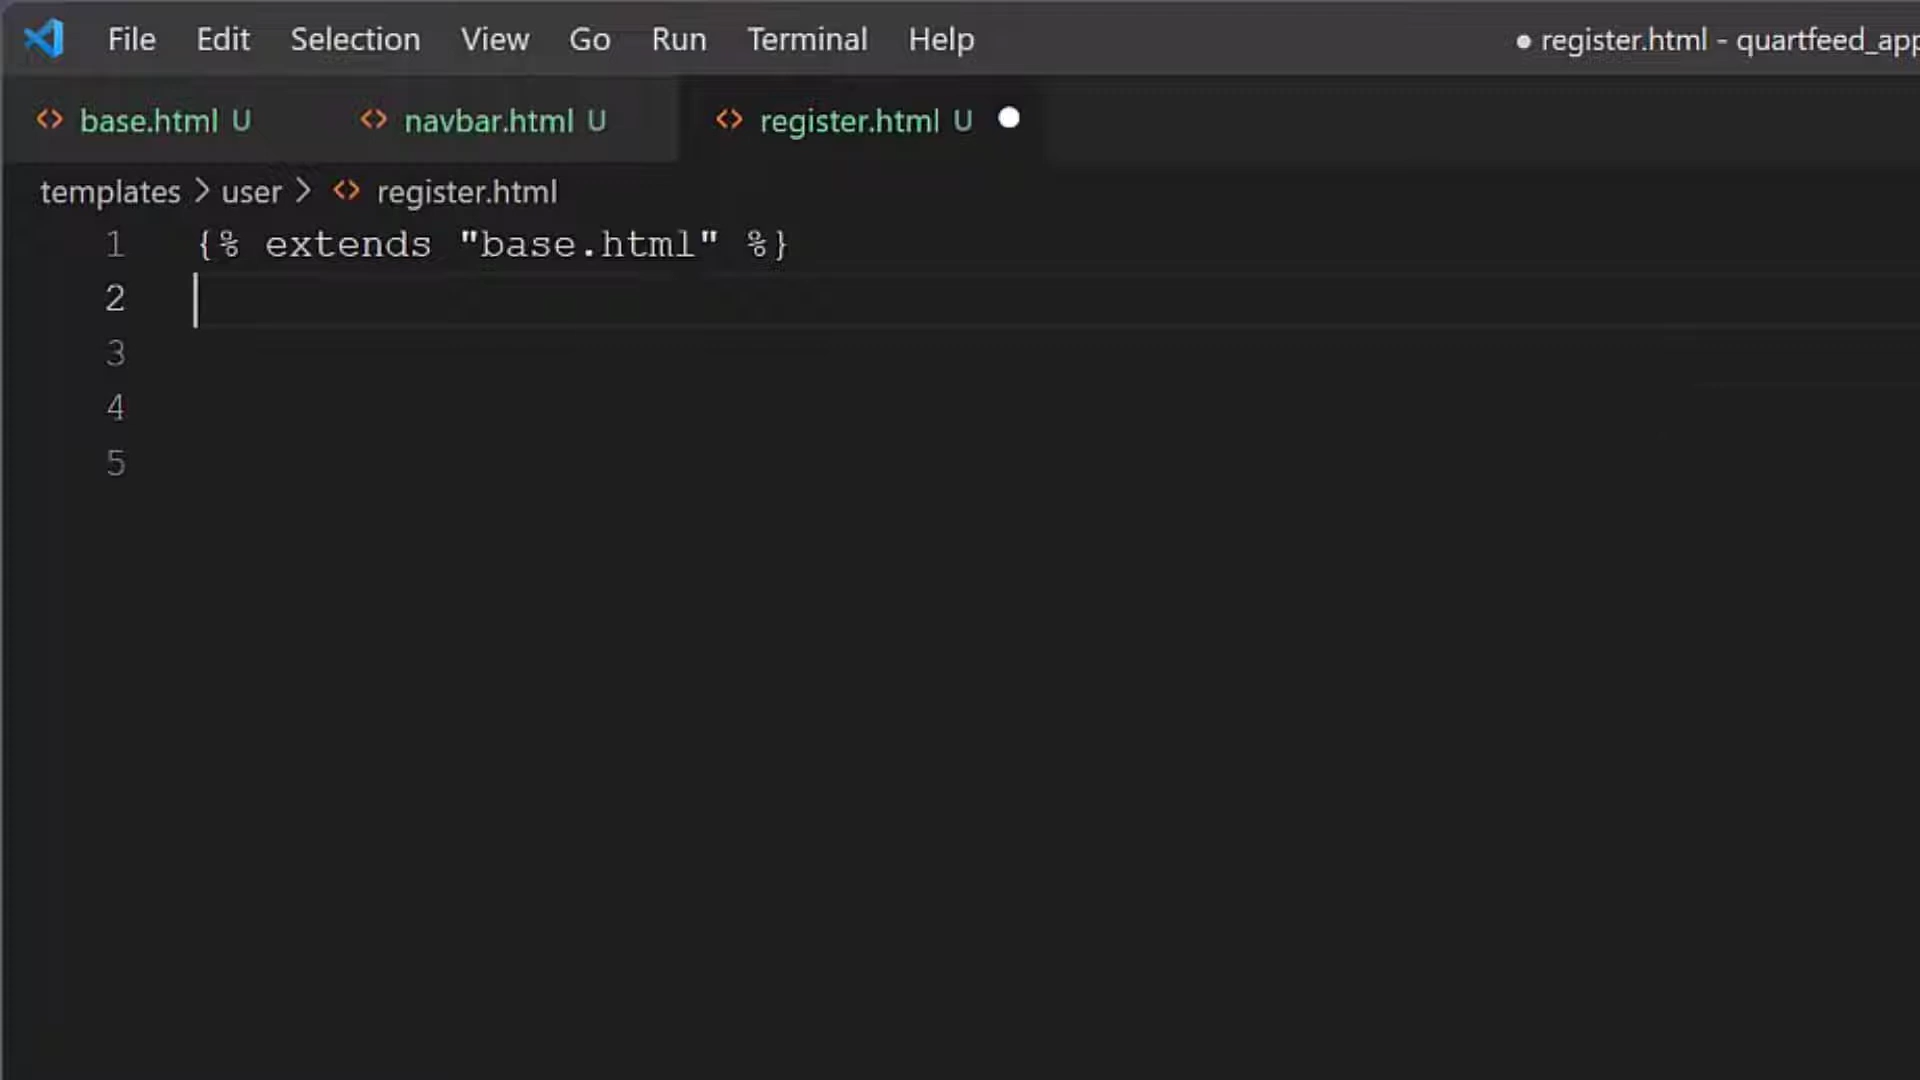 File Edit Selection View Go Run Terminal Help ● register.html - quartfeed_app
base.html U navbar.html U register.html U
templates > user > register.html
1 {% extends "base.html" %}
2
3
4
5